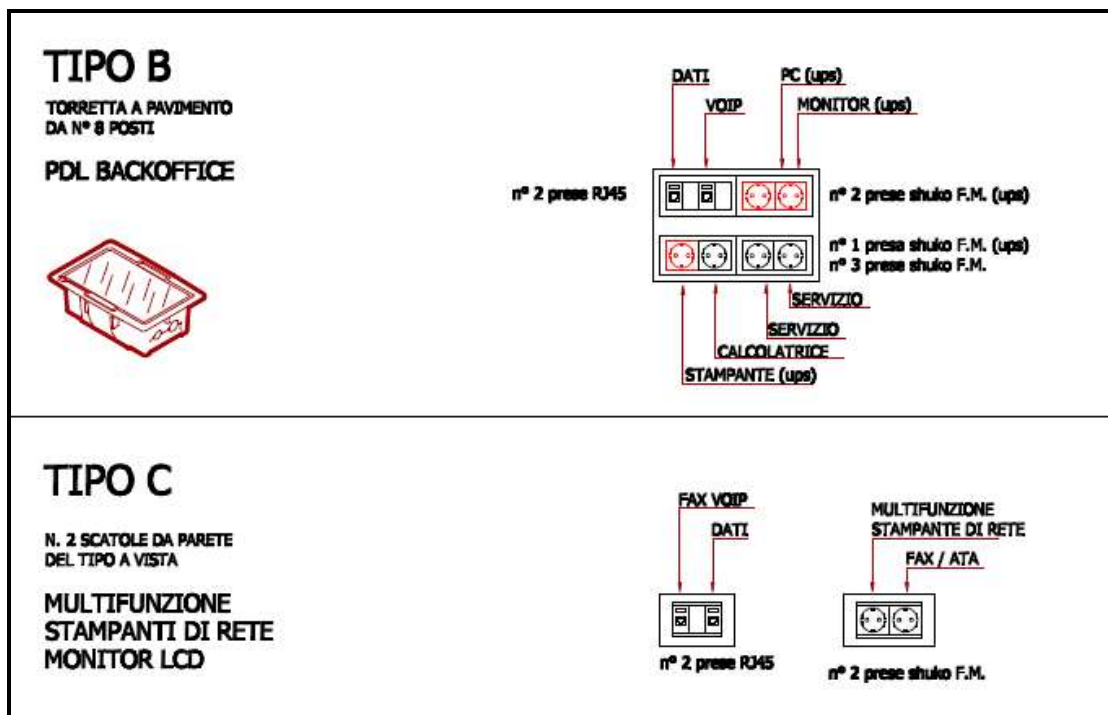 TIPO B
TORRETTA A PAVIMENTO
DA N° 8 POSTI
PDL BACKOFFICE
DATI
PC (ups)
VOIP
MONITOR (ups)
n° 2 prese RJ45
n° 2 prese shuko F.M. (ups)
n° 1 presa shuko F.M. (ups)
n° 3 prese shuko F.M.
SERVIZIO
SERVIZIO
CALCOLATRICE
STAMPANTE (ups)
TIPO C
N. 2 SCATOLE DA PARETE
DEL TIPO A VISTA
MULTIFUNZIONE
STAMPANTI DI RETE
MONITOR LCD
FAX VOIP
DATI
MULTIFUNZIONE
STAMPANTE DI RETE
FAX / ATA
n° 2 prese RJ45
n° 2 prese shuko F.M.